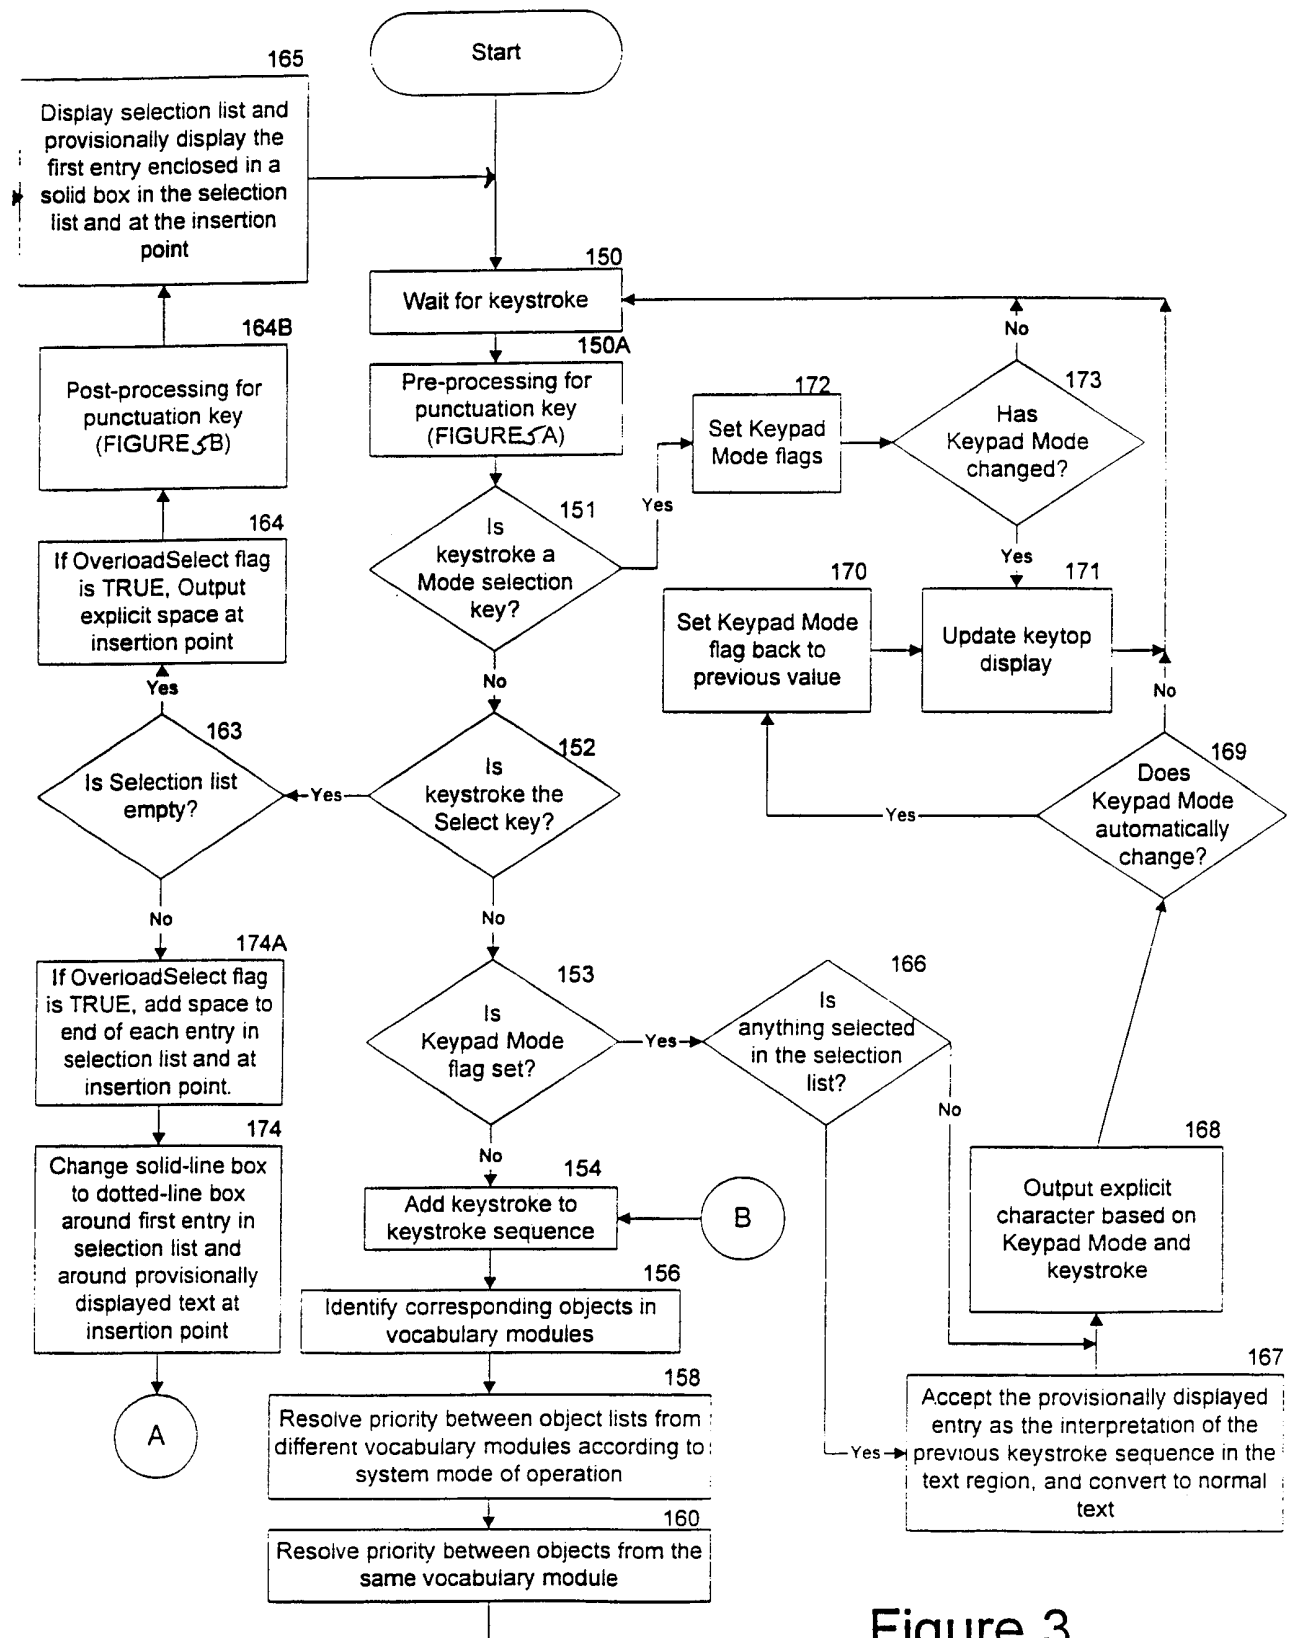 Start
165
Display selection list and
provisionally display the
first entry enclosed in a
solid box in the selection
list and at the insertion
point
150
Wait for keystroke
164B
Post-processing for
punctuation key
(FIGURE 5B)
150A
Pre-processing for
punctuation key
(FIGURE 5A)
172
Set Keypad
Mode flags
No
173
Has
Keypad Mode
changed?
Yes
151
Is
keystroke a
Mode selection
key?
Yes
164
If OverloadSelect flag
is TRUE, Output
explicit space at
insertion point
170
Set Keypad Mode
flag back to
previous value
171
Update keytop
display
No
Yes
No
163
Is Selection list
empty?
Yes
152
Is
keystroke the
Select key?
169
Does
Keypad Mode
automatically
change?
Yes
No
No
174A
If OverloadSelect flag
is TRUE, add space to
end of each entry in
selection list and at
insertion point.
153
Is
Keypad Mode
flag set?
Yes
166
Is
anything selected
in the selection
list?
No
174
Change solid-line box
to dotted-line box
around first entry in
selection list and
around provisionally
displayed text at
insertion point
No
154
Add keystroke to
keystroke sequence
B
168
Output explicit
character based on
Keypad Mode and
keystroke
156
Identify corresponding objects in
vocabulary modules
A
158
Resolve priority between object lists from
different vocabulary modules according to
system mode of operation
Yes
167
Accept the provisionally displayed
entry as the interpretation of the
previous keystroke sequence in the
text region, and convert to normal
text
160
Resolve priority between objects from the
same vocabulary module
Figure 3